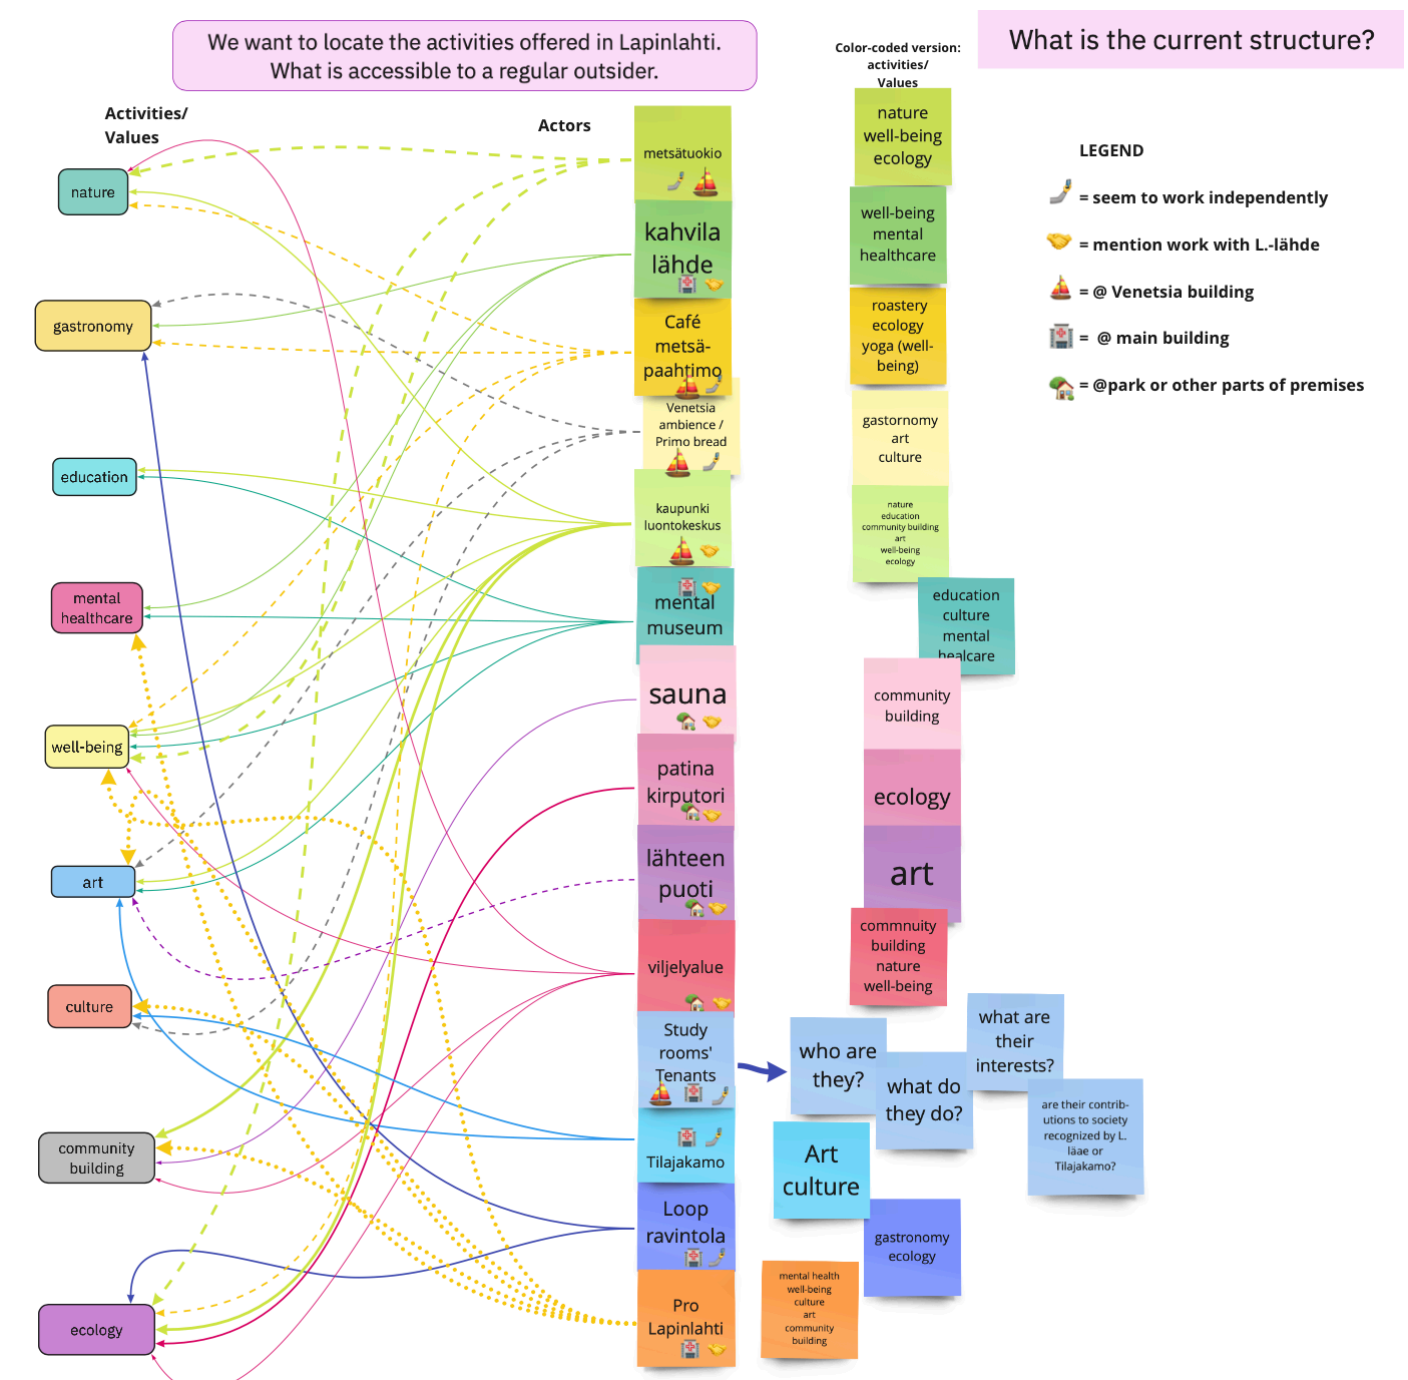 We want to locate the activities offered in Lapinlahti.
What is accessible to a regular outsider.
What is the current structure?
Activities/
Values
Actors
Color-coded version:
activities/
Values
nature
gastronomy
education
mental
healthcare
well-being
art
culture
community
building
ecology
metsätuokio
kahvila
lähde
Café
metsä-
paahtimo
Venetsia
ambience /
Primo bread
kaupunki
luontokeskus
mental
museum
sauna
patina
kirputori
lähteen
puoti
viljelyalue
Study
rooms'
Tenants
Tilajakamo
Loop
ravintola
Pro
Lapinlahti
nature
well-being
ecology
well-being
mental
healthcare
roastery
ecology
yoga (well-
being)
gastornomy
art
culture
nature
education
community building
art
well-being
ecology
education
culture
mental
healcare
community
building
ecology
art
commnuity
building
nature
well-being
who are
they?
what do
they do?
what are
their
interests?
are their contrib-
utions to society
recognized by L.
läae or
Tilajakamo?
Art
culture
gastronomy
ecology
mental health
well-being
culture
art
community
building
LEGEND
= seem to work independently
= mention work with L.-lähde
= @ Venetsia building
= @ main building
= @park or other parts of premises